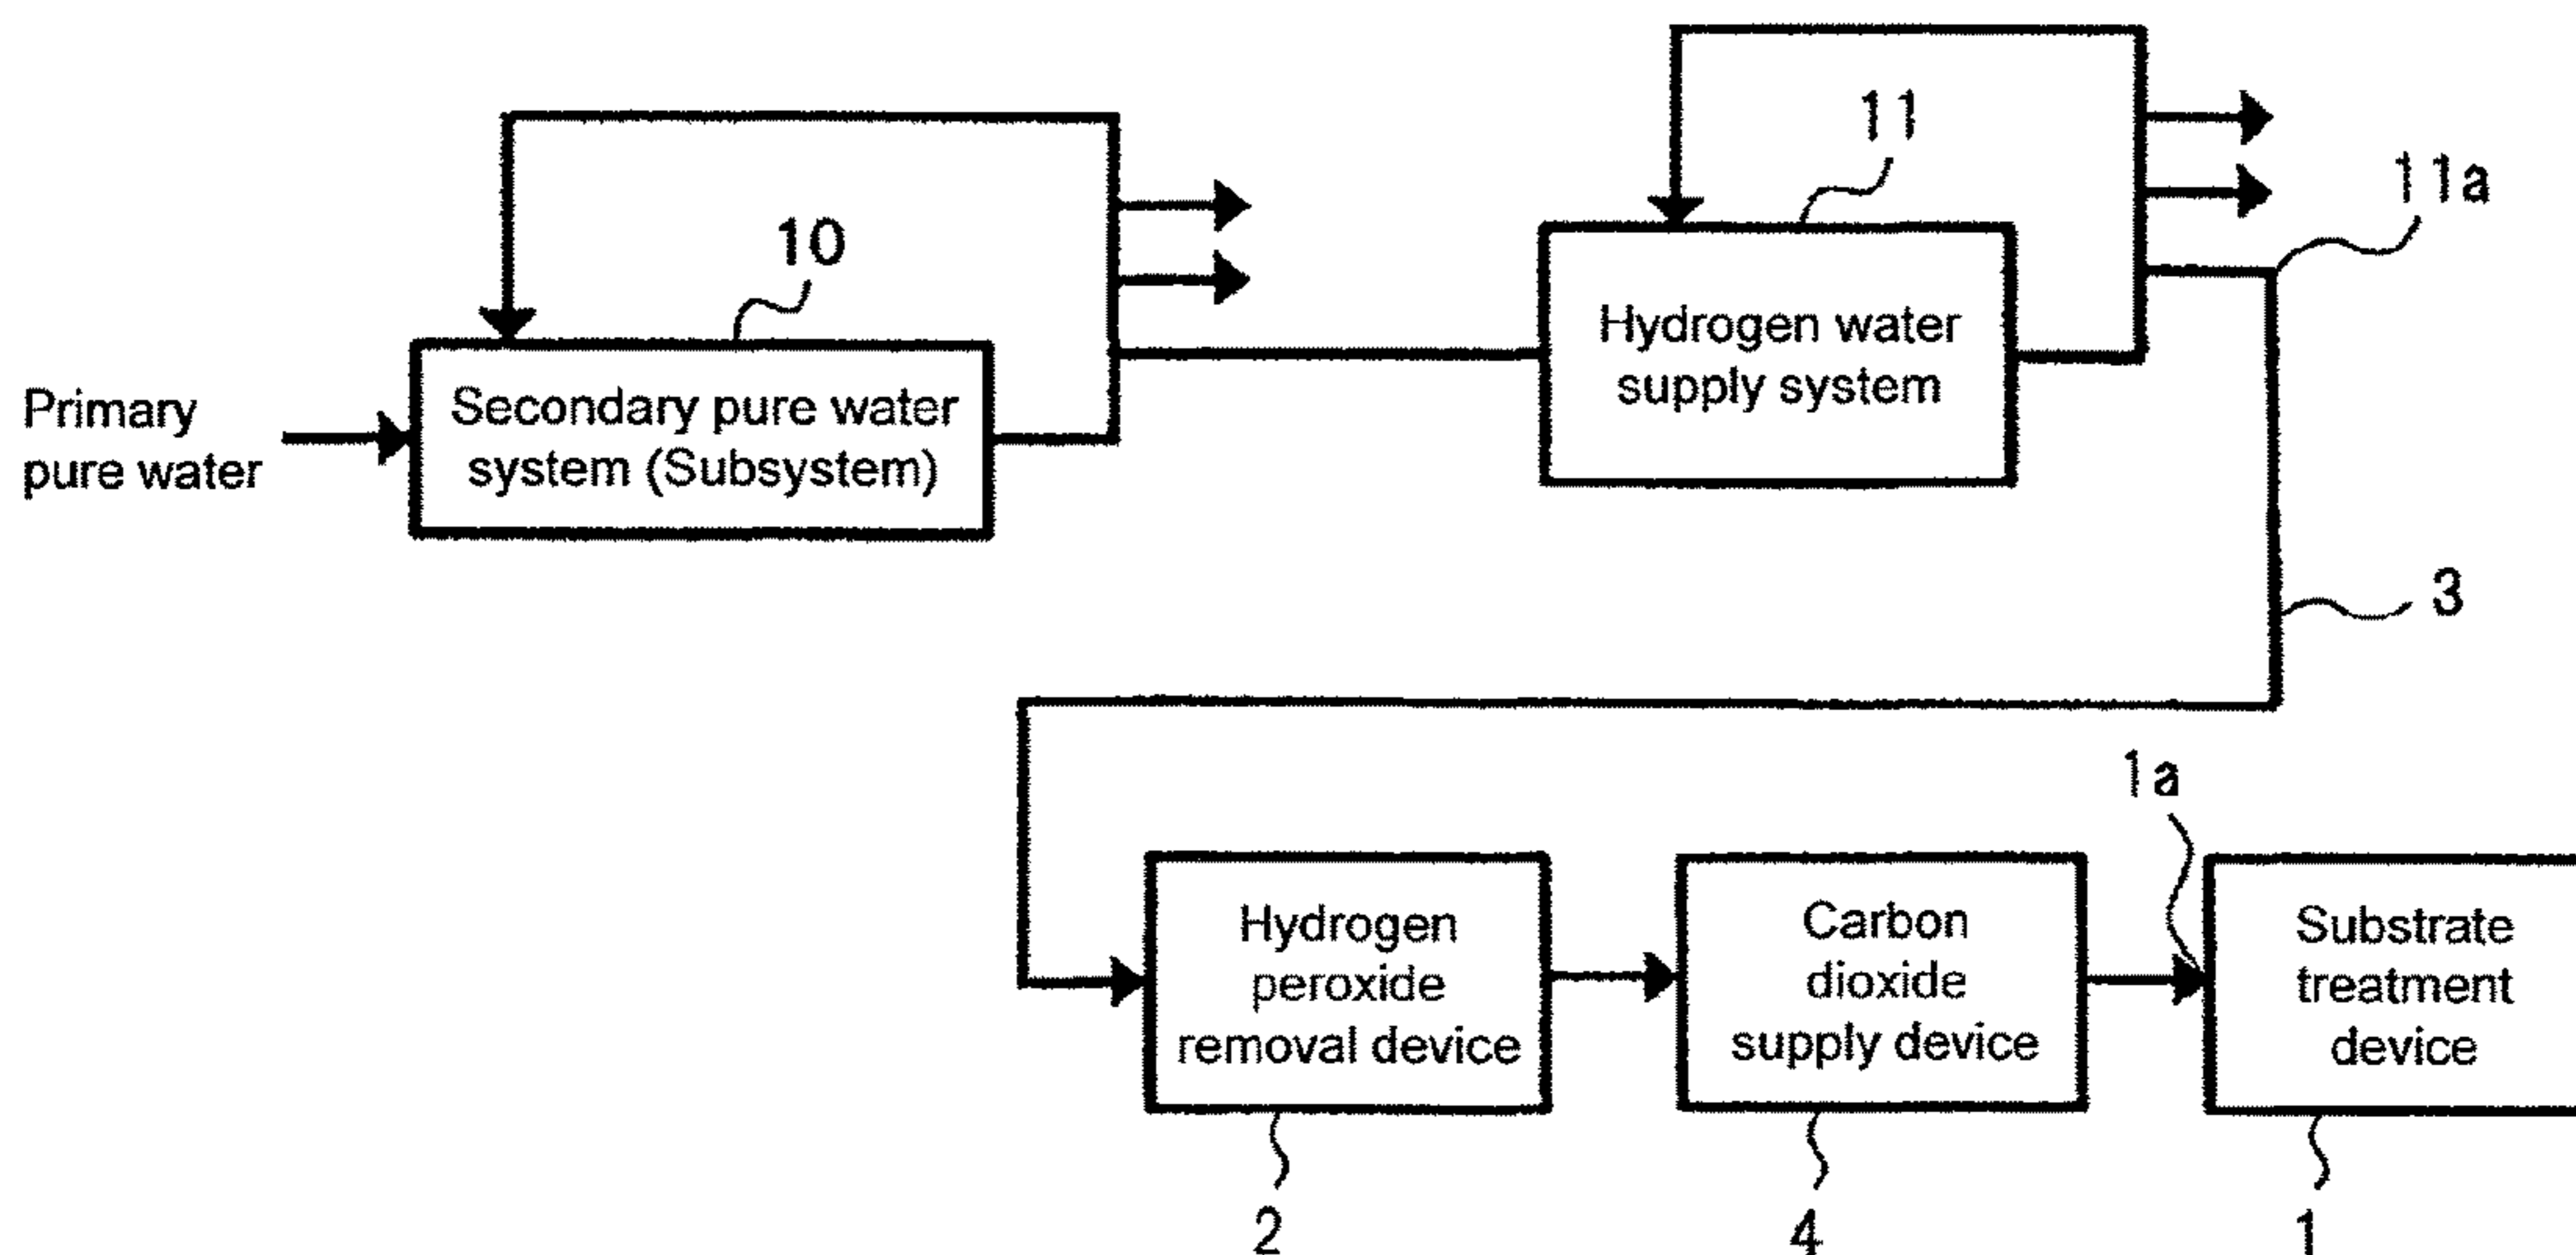 11
11a
10
Hydrogen water
supply system
Primary
pure water
Secondary pure water
system (Subsystem)
3
1a
Hydrogen
peroxide
removal device
Carbon
dioxide
supply device
Substrate
treatment
device
2
4
1